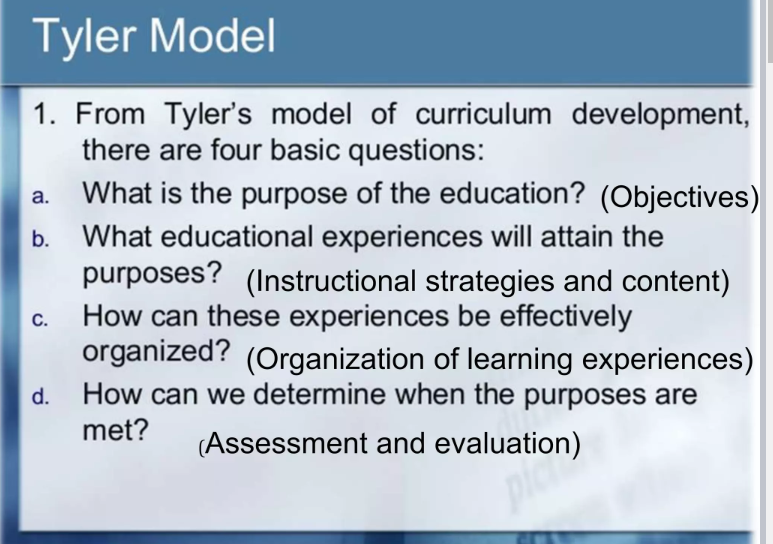 Tyler Model
1. From Tyler's model of curriculum development,
there are four basic questions:
a. What is the purpose of the education? (Objectives)
b. What educational experiences will attain the
purposes? (Instructional strategies and content)
c. How can these experiences be effectively
organized? (Organization of learning experiences)
d. How can we determine when the purposes are
met? (Assessment and evaluation)